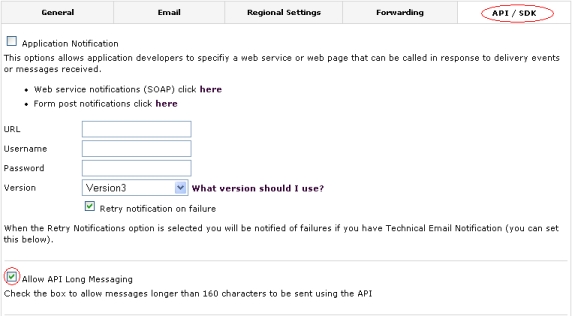 General Email Regional Settings Forwarding API / SDK
Application Notification
This options allows application developers to specifiy a web service or web page that can be called in response to delivery events
or messages received.
• Web service notifications (SOAP) click here
• Form post notifications click here
URL
Username
Password
Version Version3 What version should I use?
Retry notification on failure
When the Retry Notifications option is selected you will be notified of failures if you have Technical Email Notification (you can set
this below).
Allow API Long Messaging
Check the box to allow messages longer than 160 characters to be sent using the API